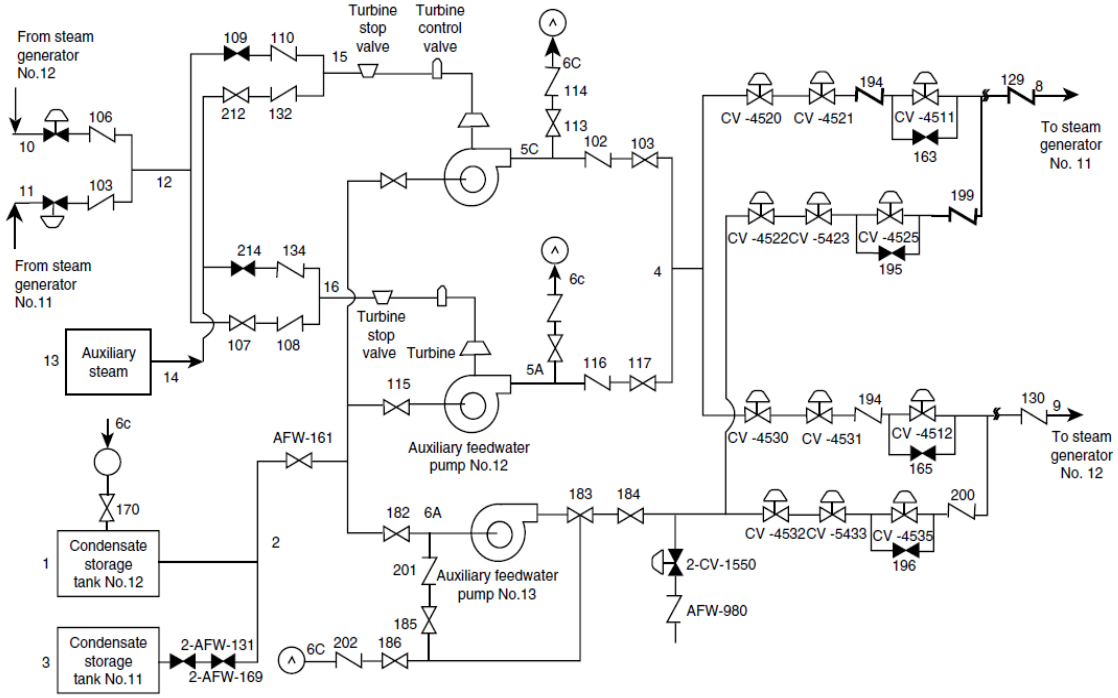 Turbine
stop
valve
Turbine
control
valve
From steam
generator
No.12
109
110
15
6C
114
113
194
129
8
212
132
CV -4520
CV -4521
CV -4511
163
To steam
generator
No. 11
106
10
5C
102
103
11
103
12
199
CV -4522
CV -5423
CV -4525
195
From steam
generator
No.11
214
134
16
6c
4
107
108
Turbine
stop
valve
Turbine
13
Auxiliary
steam
14
115
5A
116
117
194
130
9
CV -4530
CV -4531
CV -4512
165
To steam
generator
No. 12
6c
AFW-161
Auxiliary feedwater
pump No.12
170
182
6A
183
184
200
CV -4532
CV -5433
CV -4535
196
1
Condensate
storage
tank No.12
2
201
Auxiliary feedwater
pump No.13
2-CV-1550
AFW-980
185
3
Condensate
storage
tank No.11
2-AFW-131
2-AFW-169
6C
202
186